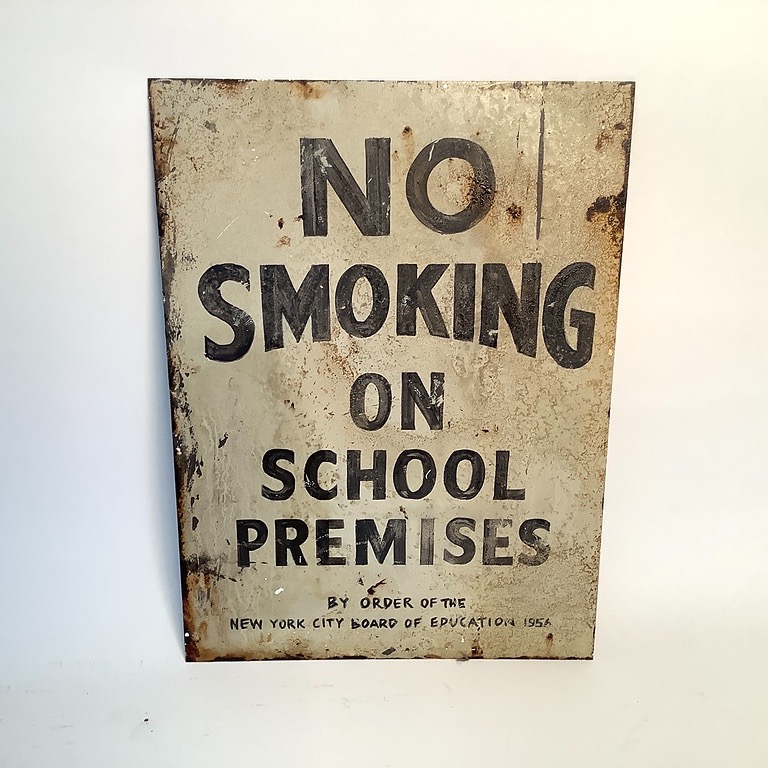 NO
SMOKING
ON
SCHOOL
PREMISES
BY ORDER OF THE
NEW YORK CITY BOARD OF EDUCATION